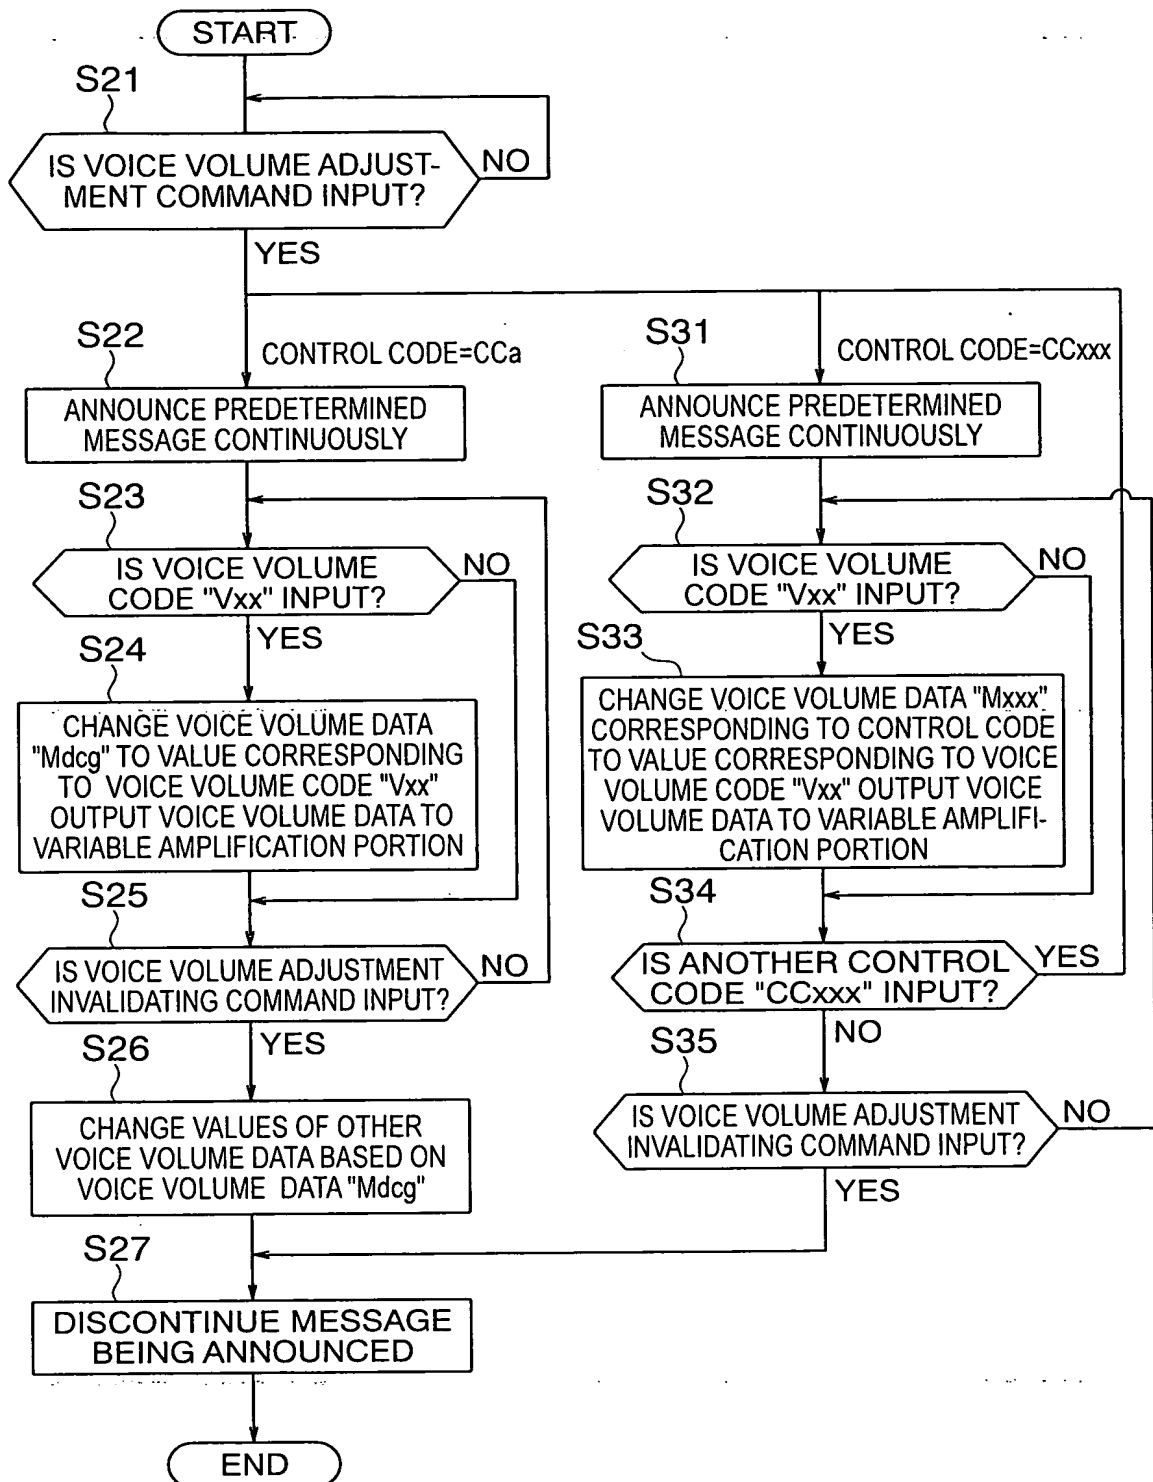 START
S21
IS VOICE VOLUME ADJUST-
MENT COMMAND INPUT?
NO
YES
S22
CONTROL CODE=CCa
ANNOUNCE PREDETERMINED
MESSAGE CONTINUOUSLY
S23
IS VOICE VOLUME
CODE "Vxx" INPUT?
NO
YES
S24
CHANGE VOICE VOLUME DATA
"Mdcg" TO VALUE CORRESPONDING
TO VOICE VOLUME CODE "Vxx"
OUTPUT VOICE VOLUME DATA TO
VARIABLE AMPLIFICATION PORTION
S25
IS VOICE VOLUME ADJUSTMENT
INVALIDATING COMMAND INPUT?
NO
YES
S26
CHANGE VALUES OF OTHER
VOICE VOLUME DATA BASED ON
VOICE VOLUME DATA "Mdcg"
S27
DISCONTINUE MESSAGE
BEING ANNOUNCED
END
S31
CONTROL CODE=CCxxx
ANNOUNCE PREDETERMINED
MESSAGE CONTINUOUSLY
S32
IS VOICE VOLUME
CODE "Vxx" INPUT?
NO
YES
S33
CHANGE VOICE VOLUME DATA "Mxxx"
CORRESPONDING TO CONTROL CODE
TO VALUE CORRESPONDING TO VOICE
VOLUME CODE "Vxx" OUTPUT VOICE
VOLUME DATA TO VARIABLE AMPLIFI-
CATION PORTION
S34
IS ANOTHER CONTROL
CODE "CCxxx" INPUT?
YES
NO
S35
IS VOICE VOLUME ADJUSTMENT
INVALIDATING COMMAND INPUT?
NO
YES